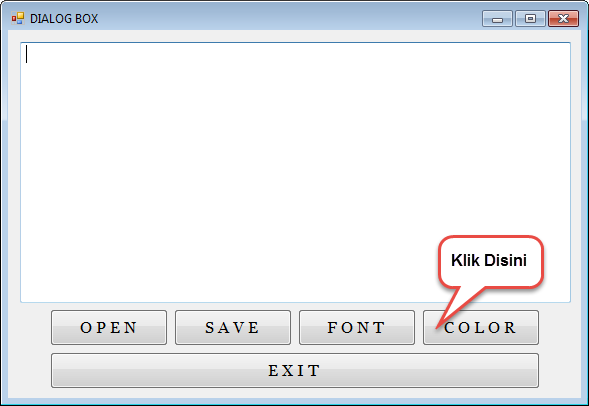 DIALOG BOX
Klik Disini
OPEN SAVE FONT COLOR
EXIT